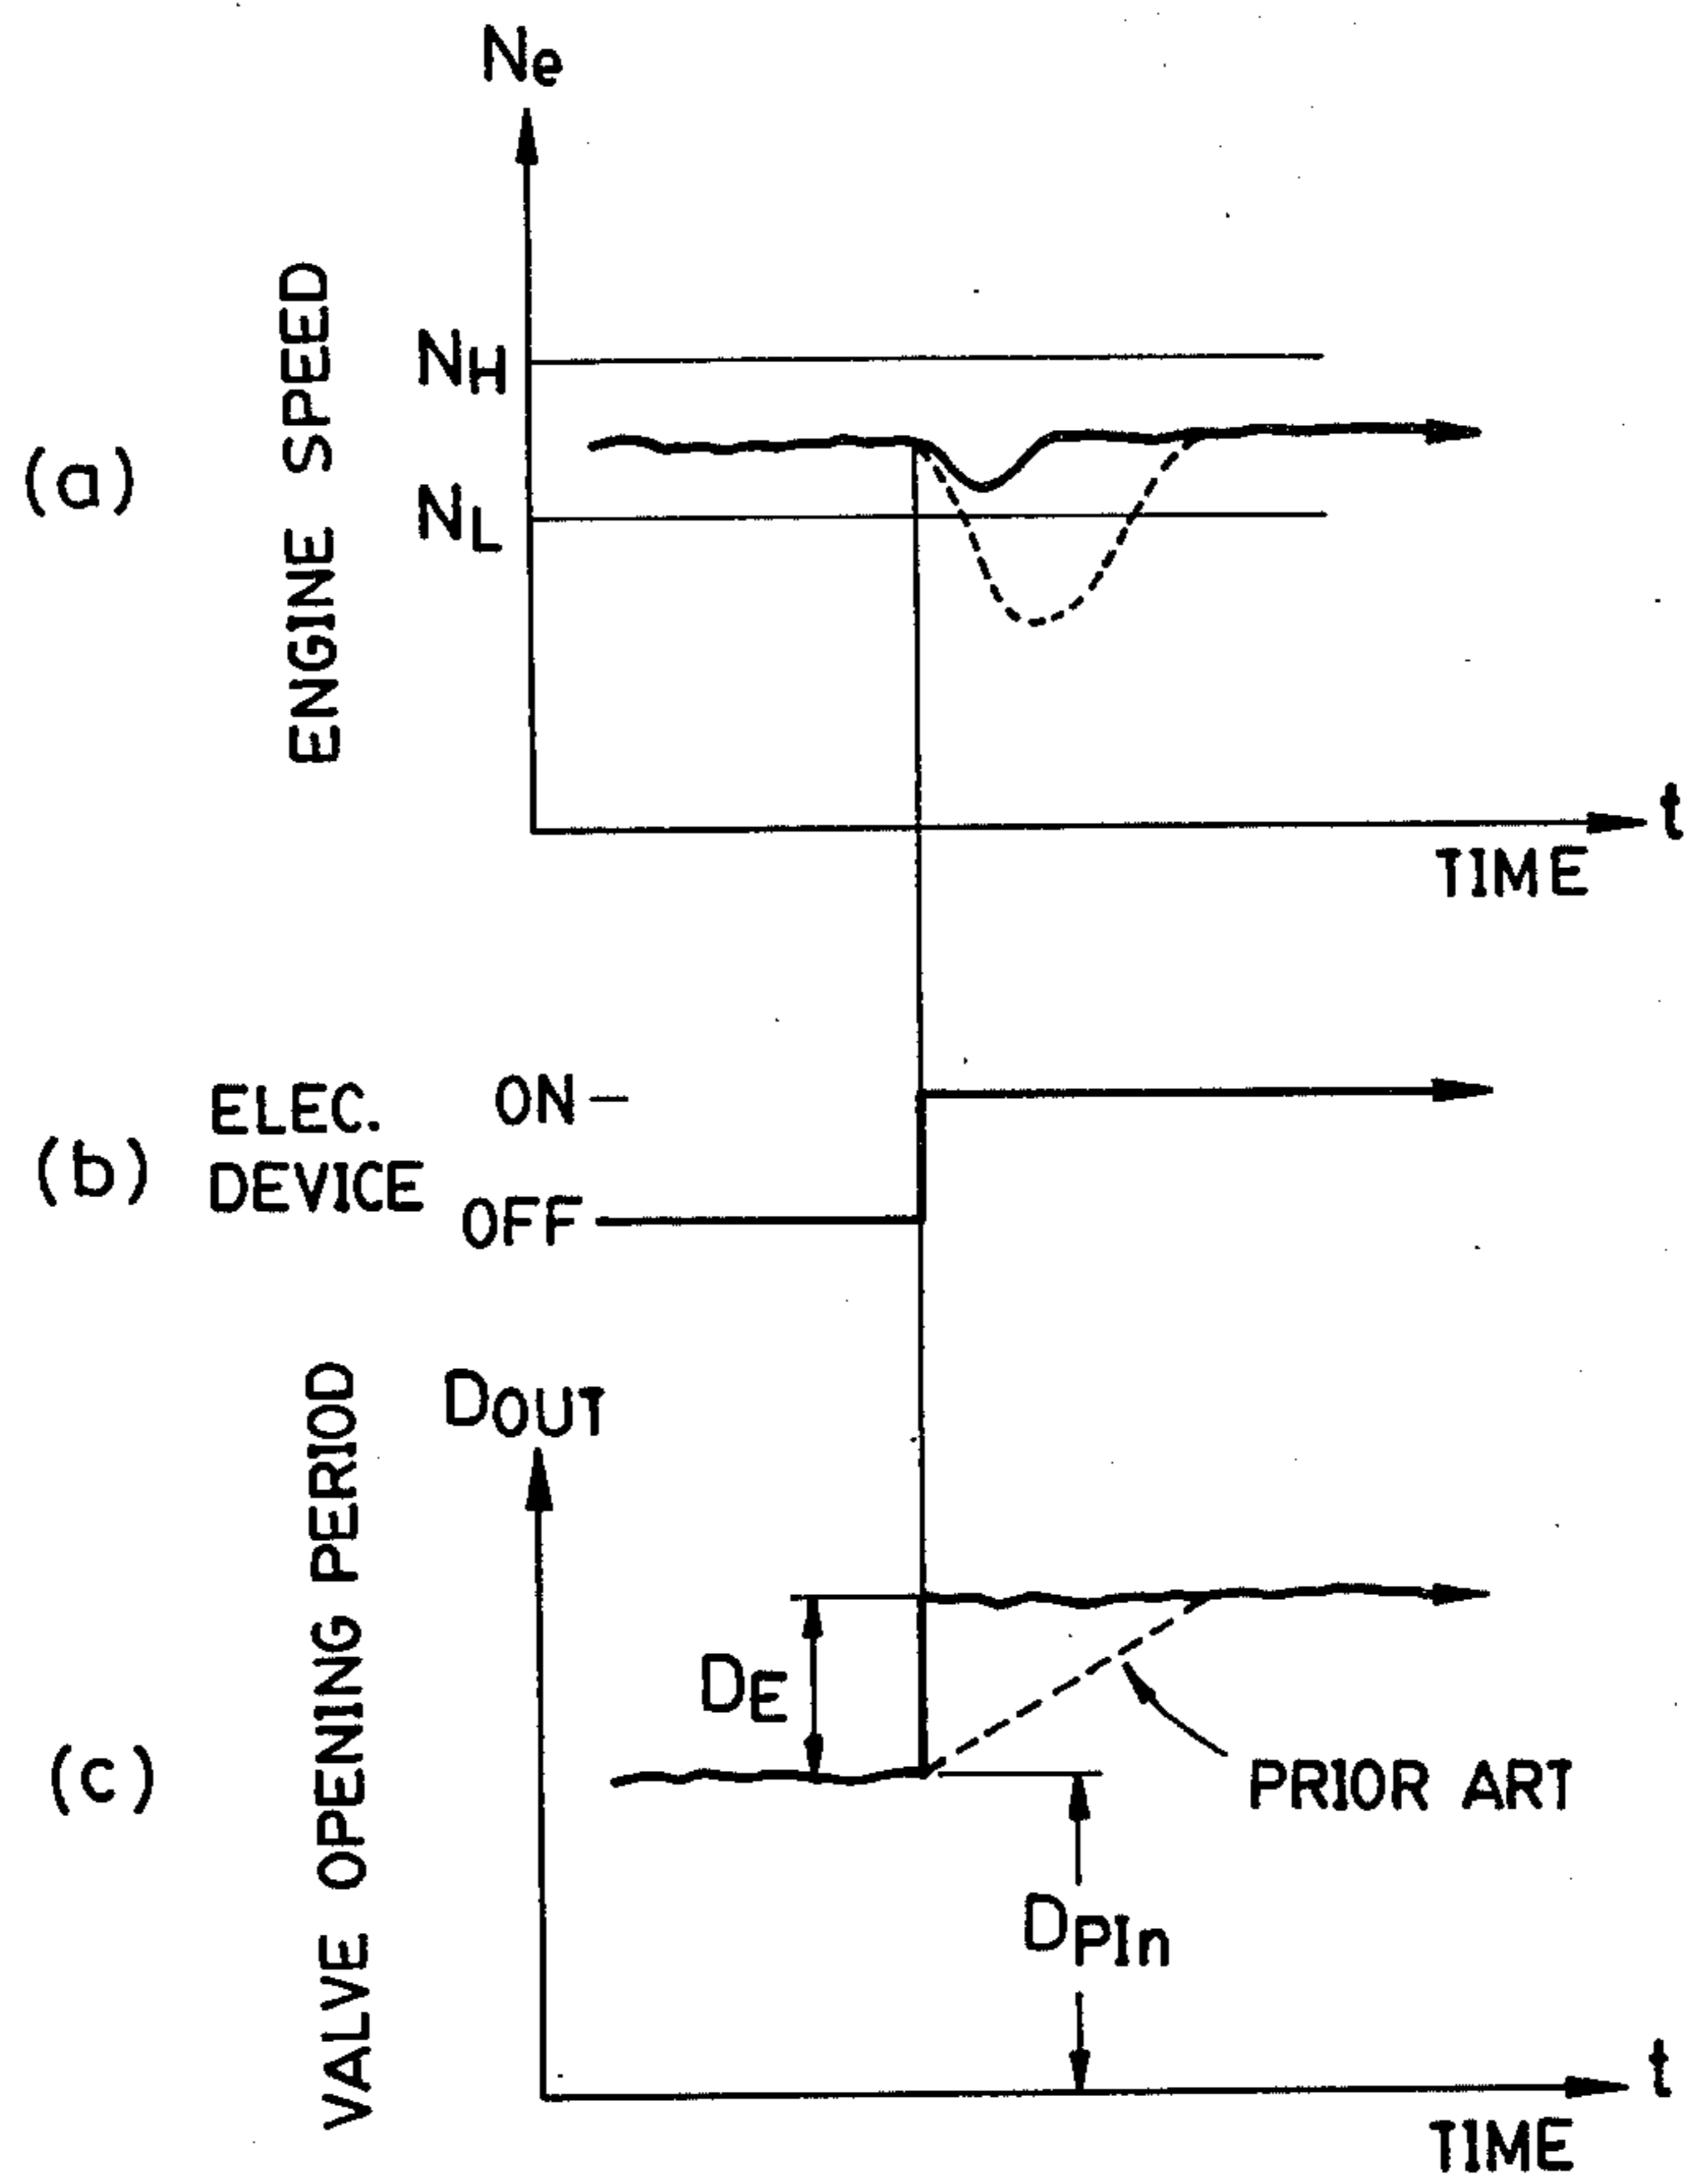 Ne
ENGINE SPEED
NH
(a)
NL
t
TIME
(b)
ELEC.
DEVICE
ON
OFF
DOUT
VALVE OPENING PERIOD
DE
(c)
PRIOR ART
DPIn
t
TIME